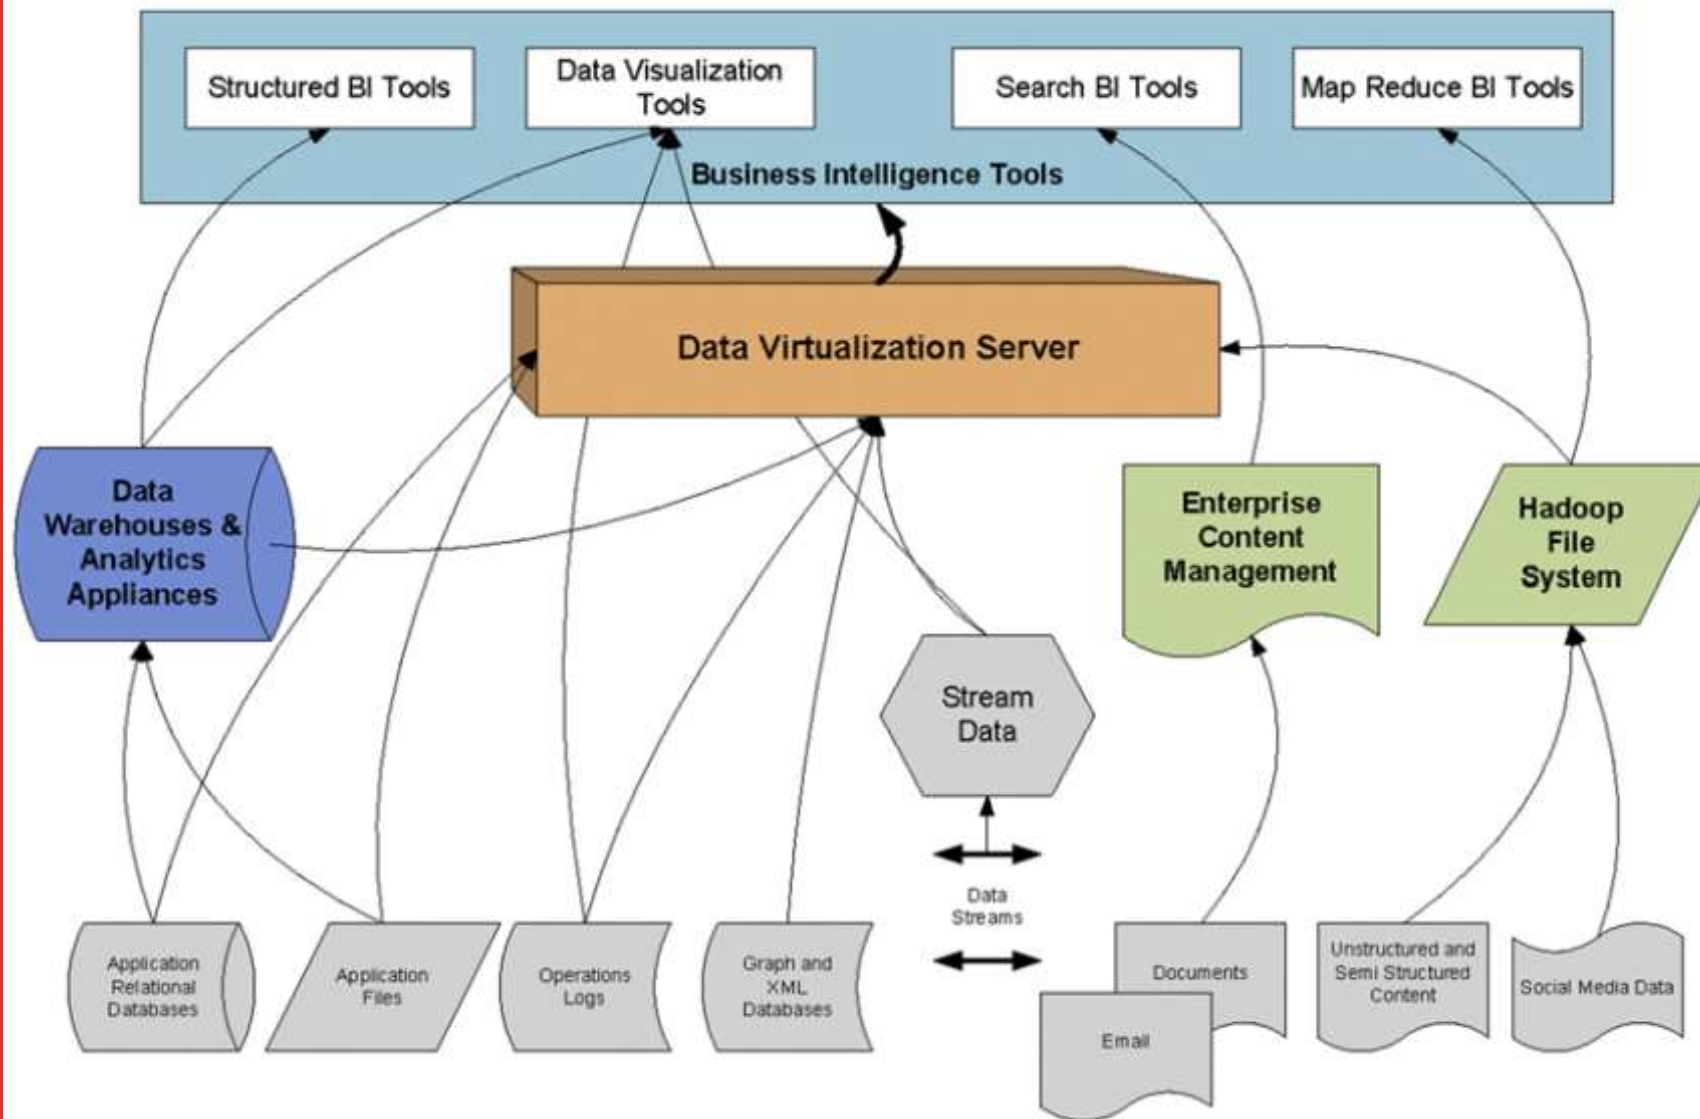 Structured BI Tools
Data Visualization
Tools
Search BI Tools
Map Reduce BI Tools
Business Intelligence Tools
Data Virtualization Server
Data
Warehouses &
Analytics
Appliances
Enterprise
Content
Management
Hadoop
File
System
Stream
Data
Data
Streams
Application
Relational
Databases
Application
Files
Operations
Logs
Graph and
XML
Databases
Documents
Email
Unstructured and
Semi Structured
Content
Social Media Data